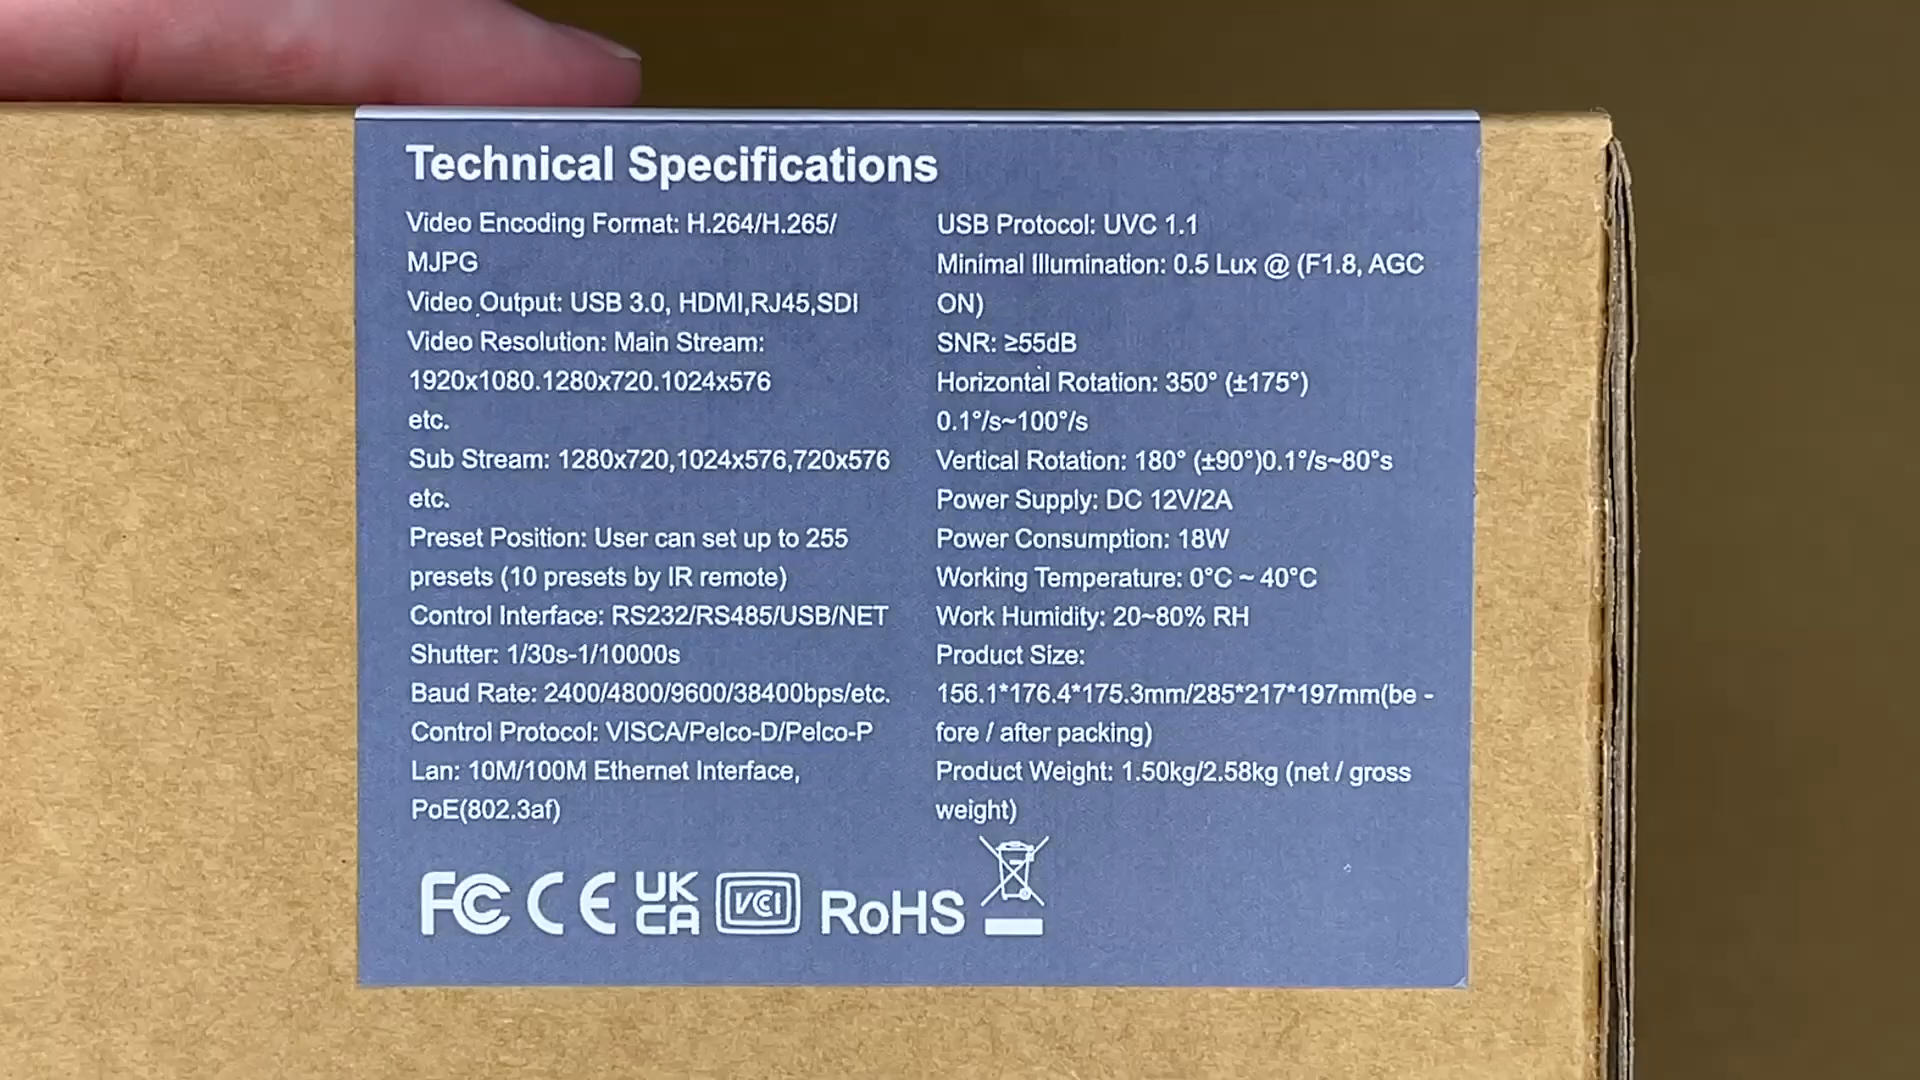 Technical Specifications
Video Encoding Format: H.264/H.265/
MJPG
Video Output: USB 3.0, HDMI,RJ45,SDI
Video Resolution: Main Stream:
1920x1080.1280x720.1024x576
etc.
Sub Stream: 1280x720,1024x576,720x576
etc.
Preset Position: User can set up to 255
presets (10 presets by IR remote)
Control Interface: RS232/RS485/USB/NET
Shutter: 1/30s-1/10000s
Baud Rate: 2400/4800/9600/38400bps/etc.
Control Protocol: VISCA/Pelco-D/Pelco-P
Lan: 10M/100M Ethernet Interface,
PoE(802.3af)
USB Protocol: UVC 1.1
Minimal Illumination: 0.5 Lux @ (F1.8, AGC
ON)
SNR: ≥55dB
Horizontal Rotation: 350° (±175°)
0.1°/s~100°/s
Vertical Rotation: 180° (±90°)0.1°/s~80°s
Power Supply: DC 12V/2A
Power Consumption: 18W
Working Temperature: 0°C ~ 40°C
Work Humidity: 20~80% RH
Product Size:
156.1*176.4*175.3mm/285*217*197mm(be -
fore / after packing)
Product Weight: 1.50kg/2.58kg (net / gross
weight)
FC CE UK CA VCI RoHS